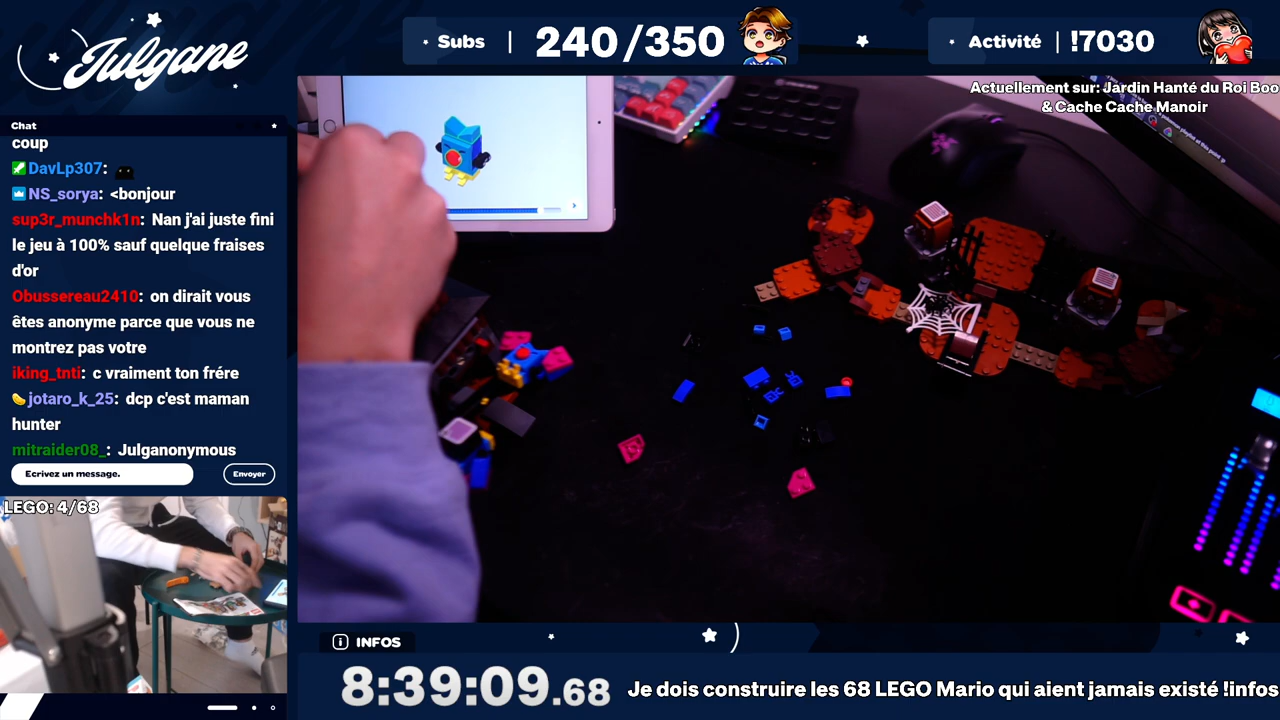 Julgane
Subs | 240/350
Activité | !7030
Actuellement sur: Jardin Hanté du Roi Boo
& Cache Cache Manoir
Chat
coup
DavLp307:
NS_sorya: <bonjour
sup3r_munchk1n: Nan j'ai juste fini
le jeu à 100% sauf quelque fraises
d'or
Obussereau2410: on dirait vous
êtes anonyme parce que vous ne
montrez pas votre
iking_tnti: c vraiment ton frére
jotaro_k_25: dcp c'est maman
hunter
mitraider08_: Julganonymous
Ecrivez un message.
Envoyer
LEGO: 4/68
INFOS
8:39:09.68
Je dois construire les 68 LEGO Mario qui aient jamais existé !infos